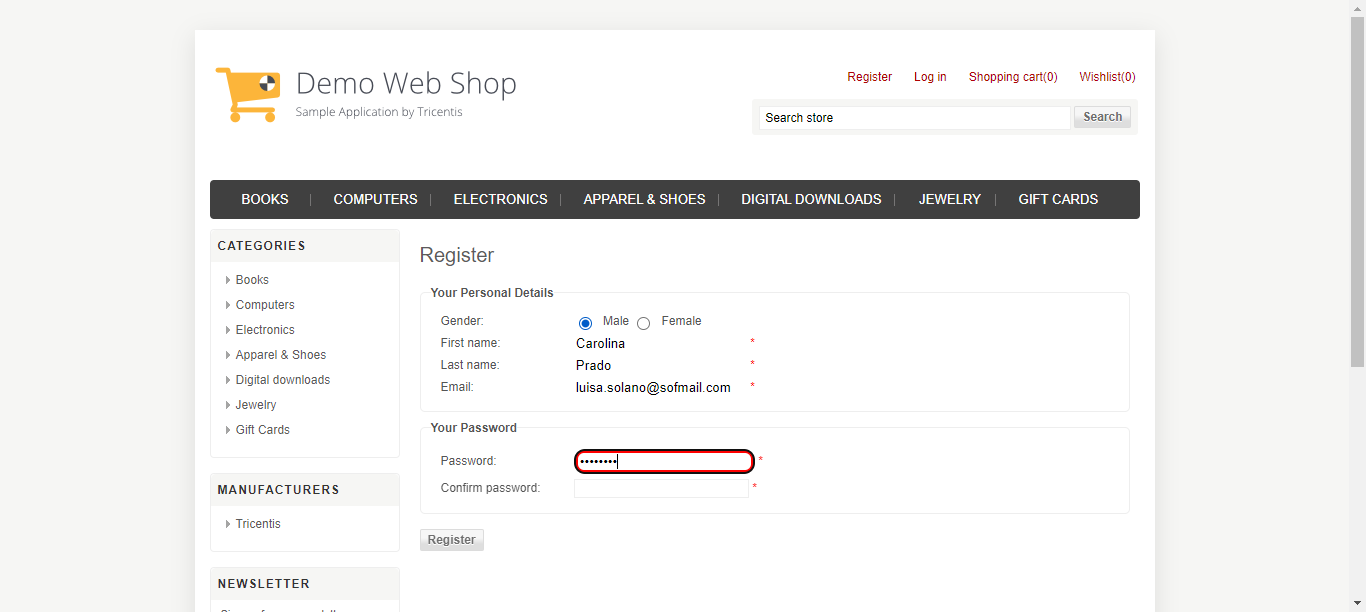 Demo Web Shop
Sample Application by Tricentis
Register Log in Shopping cart(0) Wishlist(0)
Search store Search
BOOKS COMPUTERS ELECTRONICS APPAREL & SHOES DIGITAL DOWNLOADS JEWELRY GIFT CARDS
CATEGORIES
Books
Computers
Electronics
Apparel & Shoes
Digital downloads
Jewelry
Gift Cards
MANUFACTURERS
Tricentis
NEWSLETTER
Register
Your Personal Details
Gender: Male Female
First name: Carolina *
Last name: Prado *
Email: luisa.solano@sofmail.com *
Your Password
Password: •••••••• *
Confirm password: *
Register